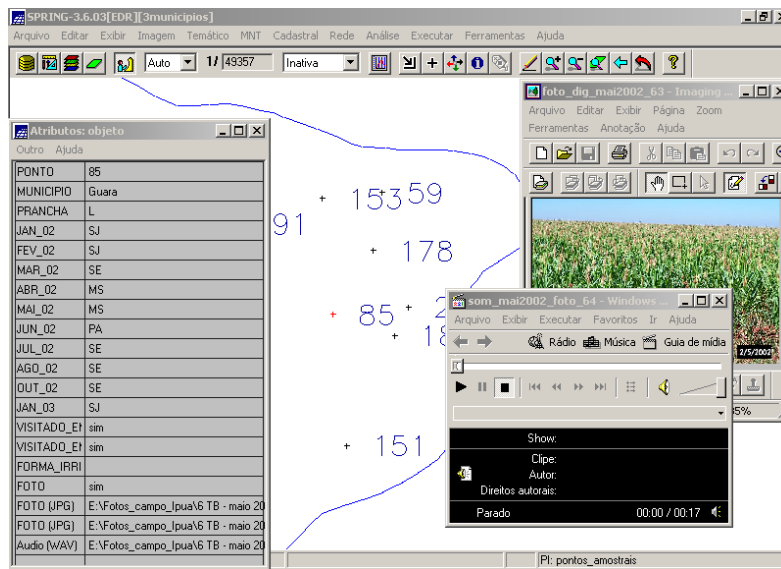 SPRING-3.6.03[EDR][3municipios]
Arquivo Editar Exibir Imagem Temático MNT Cadastral Rede Análise Executar Ferramentas Ajuda
Auto 1/ 49357 Inativa
foto_dig_mai2002_63 - Imaging ...
Arquivo Editar Exibir Página Zoom
Ferramentas Anotação Ajuda
Atributos: objeto
Outro Ajuda
PONTO 85
MUNICIPIO Guara
PRANCHA L
JAN_02 SJ
FEV_02 SJ
MAR_02 SE
ABR_02 MS
MAI_02 MS
JUN_02 PA
JUL_02 SE
AGO_02 SE
OUT_02 SE
JAN_03 SJ
VISITADO_EM sim
VISITADO_EM sim
FORMA_IRRI
FOTO sim
FOTO (JPG) E:\Fotos_campo_Ipua\6 TB - maio 20
FOTO (JPG) E:\Fotos_campo_Ipua\6 TB - maio 20
Audio (WAV) E:\Fotos_campo_Ipua\6 TB - maio 20
153 59
91
178
85 2
18
151
2/5/2002
som_mai2002_foto_64 - Windows ...
Arquivo Exibir Executar Favoritos Ir Ajuda
Rádio Música Guia de mídia
Show:
Clipe:
Autor:
Direitos autorais:
Parado 00:00 / 00:17
35%
PI: pontos_amostrais